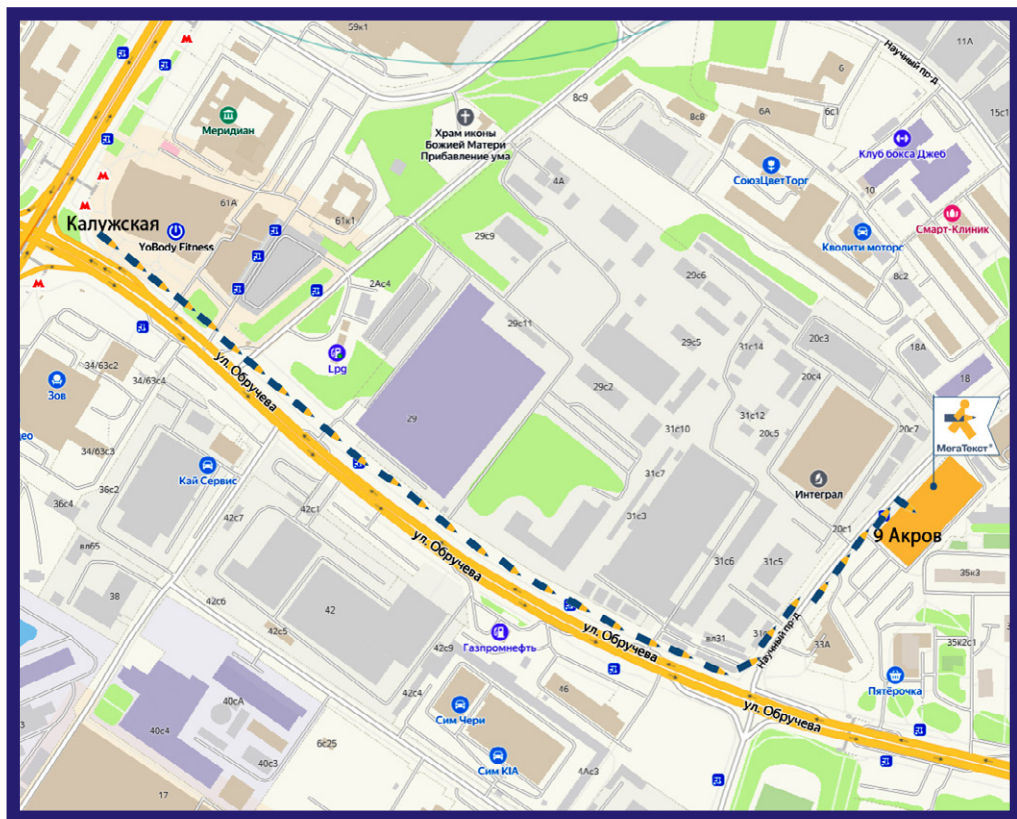 59к1
Научный пр-д
11А
15с1
6
6А
6с1
8с9
8с8
Меридиан
Храм иконы
Божией Матери
Прибавление ума
Клуб бокса Джеб
СоюзЦветТорг
10
4А
61А
61к1
Калужская
YoBody Fitness
29с9
Смарт-Клиник
Кволити моторс
8с2
29с6
2Ас4
29с11
29с5
31с14
20с3
18А
Lpg
ул. Обручева
34/63с2
34/63с4
Зов
29с2
20с4
18
31с12
29
31с10
20с5
20с7
МегаТекст®
34/63с3
Кай Сервис
31с7
Интеграл
36с2
36с4
42с7
42с1
31с3
20с1
9 Акров
вл65
ул. Обручева
31с6
31с5
35к3
38
42с6
42
42с5
Газпромнефть
42с9
ул. Обручева
вл31
Научный пр-д
33А
35к2с1
40сА
42с4
46
Пятёрочка
Сим Чери
ул. Обручева
40с4
6с25
40с3
Сим KIA
4Ас3
17